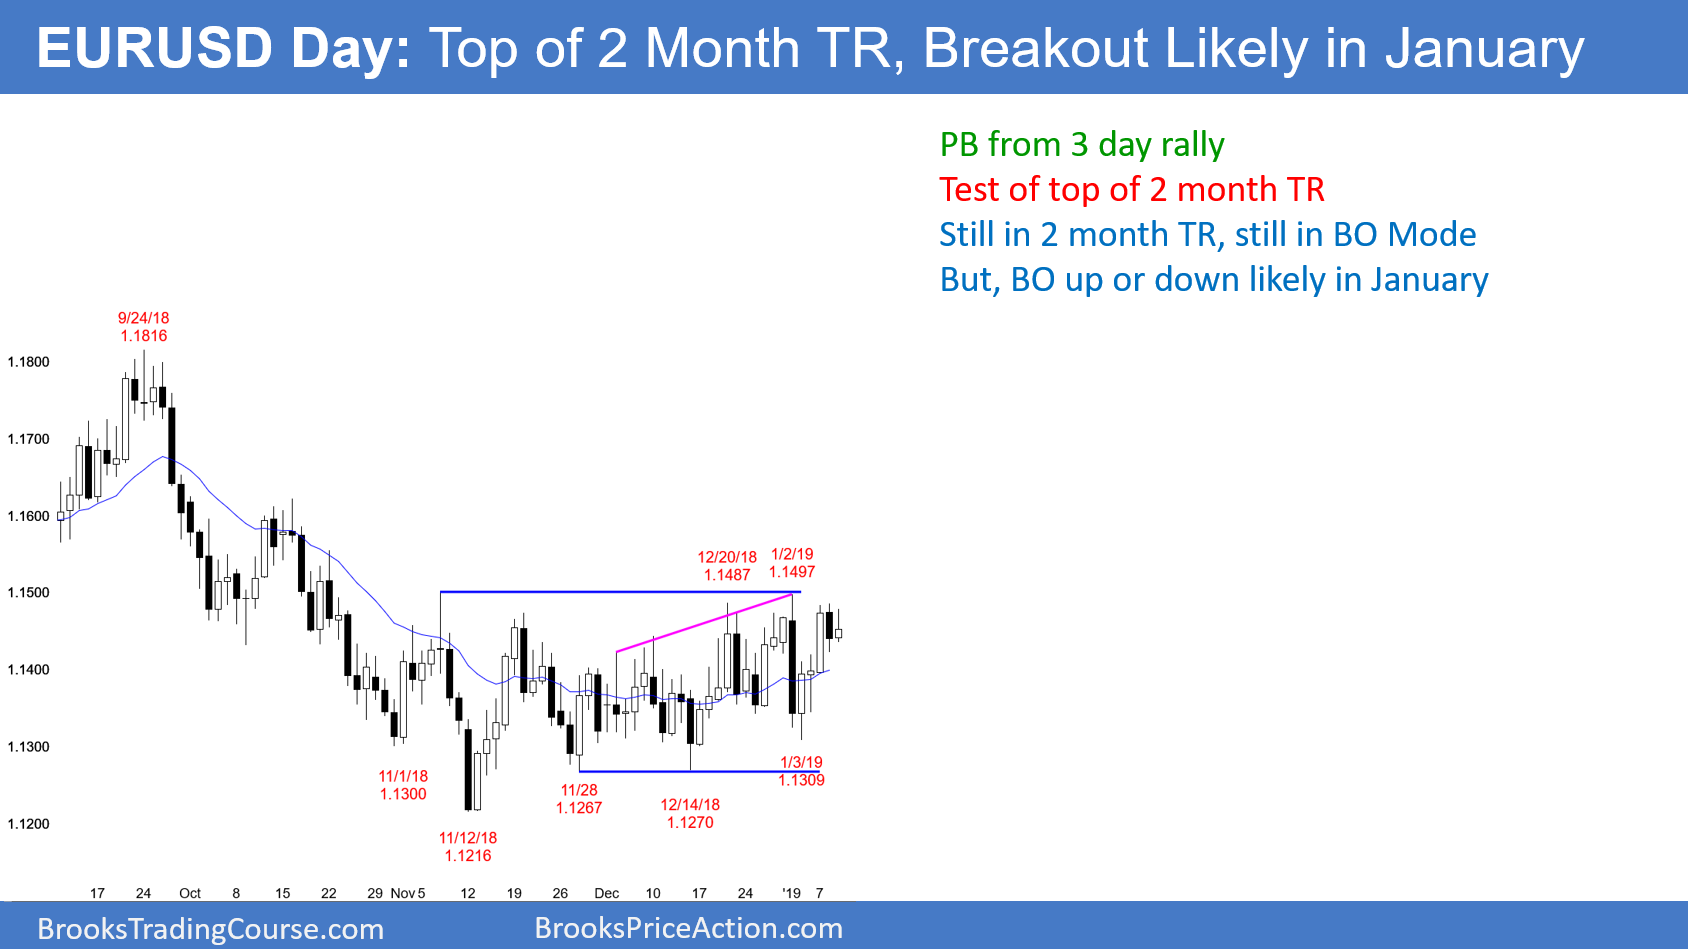 EURUSD Day: Top of 2 Month TR, Breakout Likely in January
PB from 3 day rally
Test of top of 2 month TR
Still in 2 month TR, still in BO Mode
But, BO up or down likely in January
9/24/18
1.1816
1.1800
1.1700
1.1600
12/20/18
1.1487
1/2/19
1.1497
1.1500
1.1400
1.1300
11/1/18
1.1300
11/28
1.1267
12/14/18
1.1270
1/3/19
1.1309
1.1200
11/12/18
1.1216
17 24 Oct 8 15 22 29 Nov 5 12 19 26 Dec 10 17 24 '19 7
BrooksTradingCourse.com
BrooksPriceAction.com